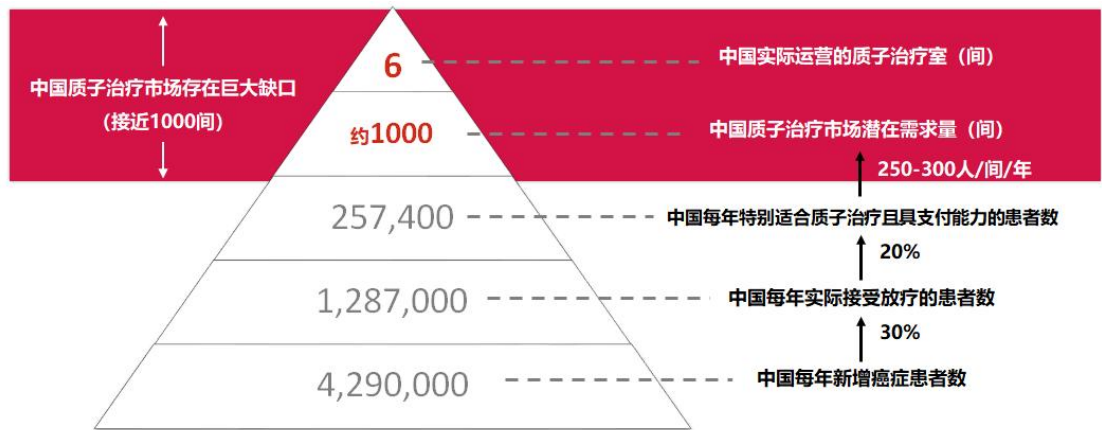 中国质子治疗市场存在巨大缺口
（接近1000间）
6
中国实际运营的质子治疗室（间）
约1000
中国质子治疗市场潜在需求量（间）
250-300人/间/年
257,400
中国每年特别适合质子治疗且具支付能力的患者数
20%
1,287,000
中国每年实际接受放疗的患者数
30%
4,290,000
中国每年新增癌症患者数